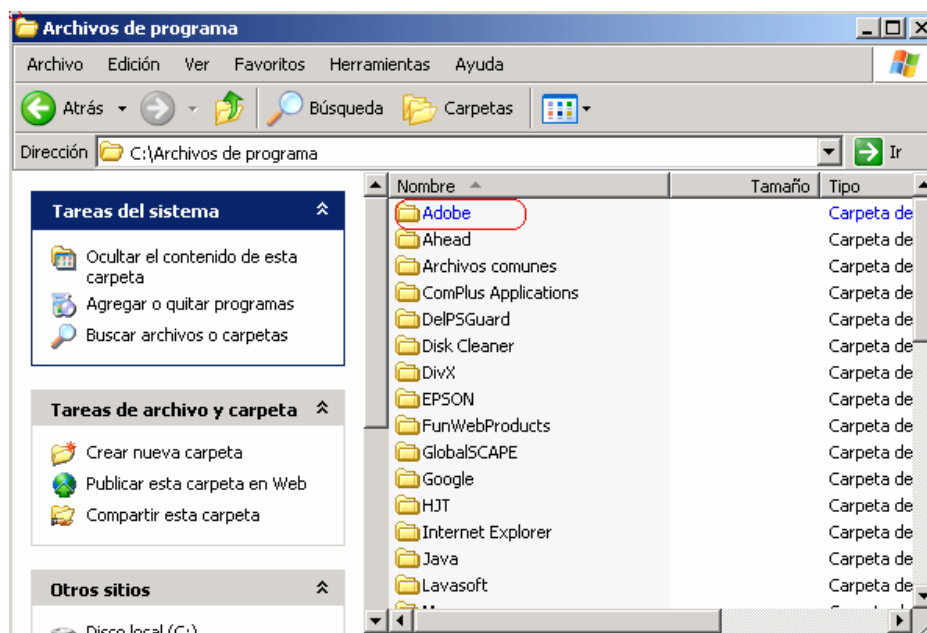 Archivos de programa
Archivo Edición Ver Favoritos Herramientas Ayuda
Atrás Búsqueda Carpetas
Dirección C:\Archivos de programa Ir
Tareas del sistema
Ocultar el contenido de esta
carpeta
Agregar o quitar programas
Buscar archivos o carpetas
Tareas de archivo y carpeta
Crear nueva carpeta
Publicar esta carpeta en Web
Compartir esta carpeta
Otros sitios
Disco local (C:)
Nombre Tamaño Tipo
Adobe Carpeta de
Ahead Carpeta de
Archivos comunes Carpeta de
ComPlus Applications Carpeta de
DelPSGuard Carpeta de
Disk Cleaner Carpeta de
DivX Carpeta de
EPSON Carpeta de
FunWebProducts Carpeta de
GlobalSCAPE Carpeta de
Google Carpeta de
HJT Carpeta de
Internet Explorer Carpeta de
Java Carpeta de
Lavasoft Carpeta de